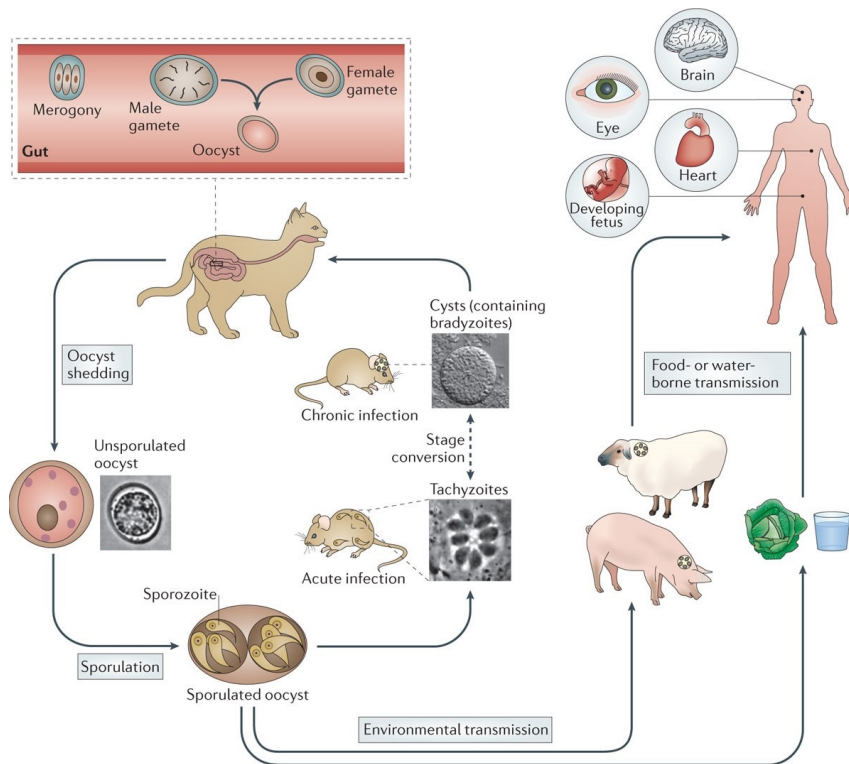 Merogony
Male
gamete
Female
gamete
Oocyst
Gut
Brain
Eye
Heart
Developing
fetus
Oocyst
shedding
Cysts (containing
bradyzoites)
Chronic infection
Stage
conversion
Unsporulated
oocyst
Tachyzoites
Acute infection
Food- or water-
borne transmission
Sporozoite
Sporulation
Sporulated oocyst
Environmental transmission